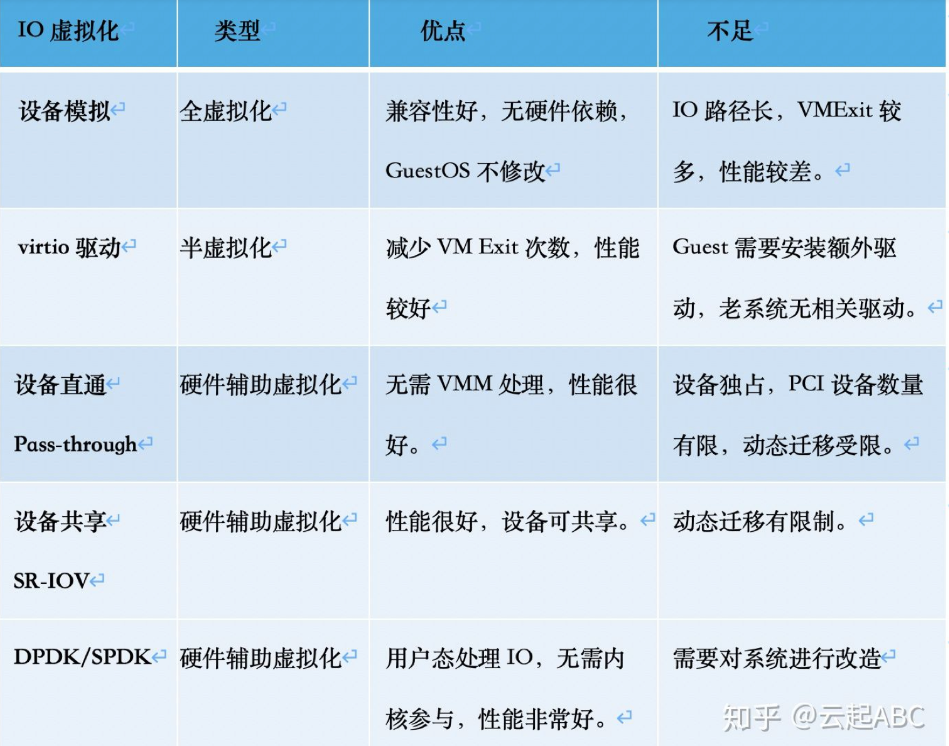 IO 虚拟化
类型
优点
不足
设备模拟
全虚拟化
兼容性好，无硬件依赖，
GuestOS 不修改
IO 路径长，VMExit 较
多，性能较差。
virtio 驱动
半虚拟化
减少 VM Exit 次数，性能
较好
Guest 需要安装额外驱
动，老系统无相关驱动。
设备直通
Pass-through
硬件辅助虚拟化
无需 VMM 处理，性能很
好。
设备独占，PCI 设备数量
有限，动态迁移受限。
设备共享
SR-IOV
硬件辅助虚拟化
性能很好，设备可共享。
动态迁移有限制。
DPDK/SPDK
硬件辅助虚拟化
用户态处理 IO，无需内
核参与，性能非常好。
需要对系统进行改造
知乎 @云起ABC